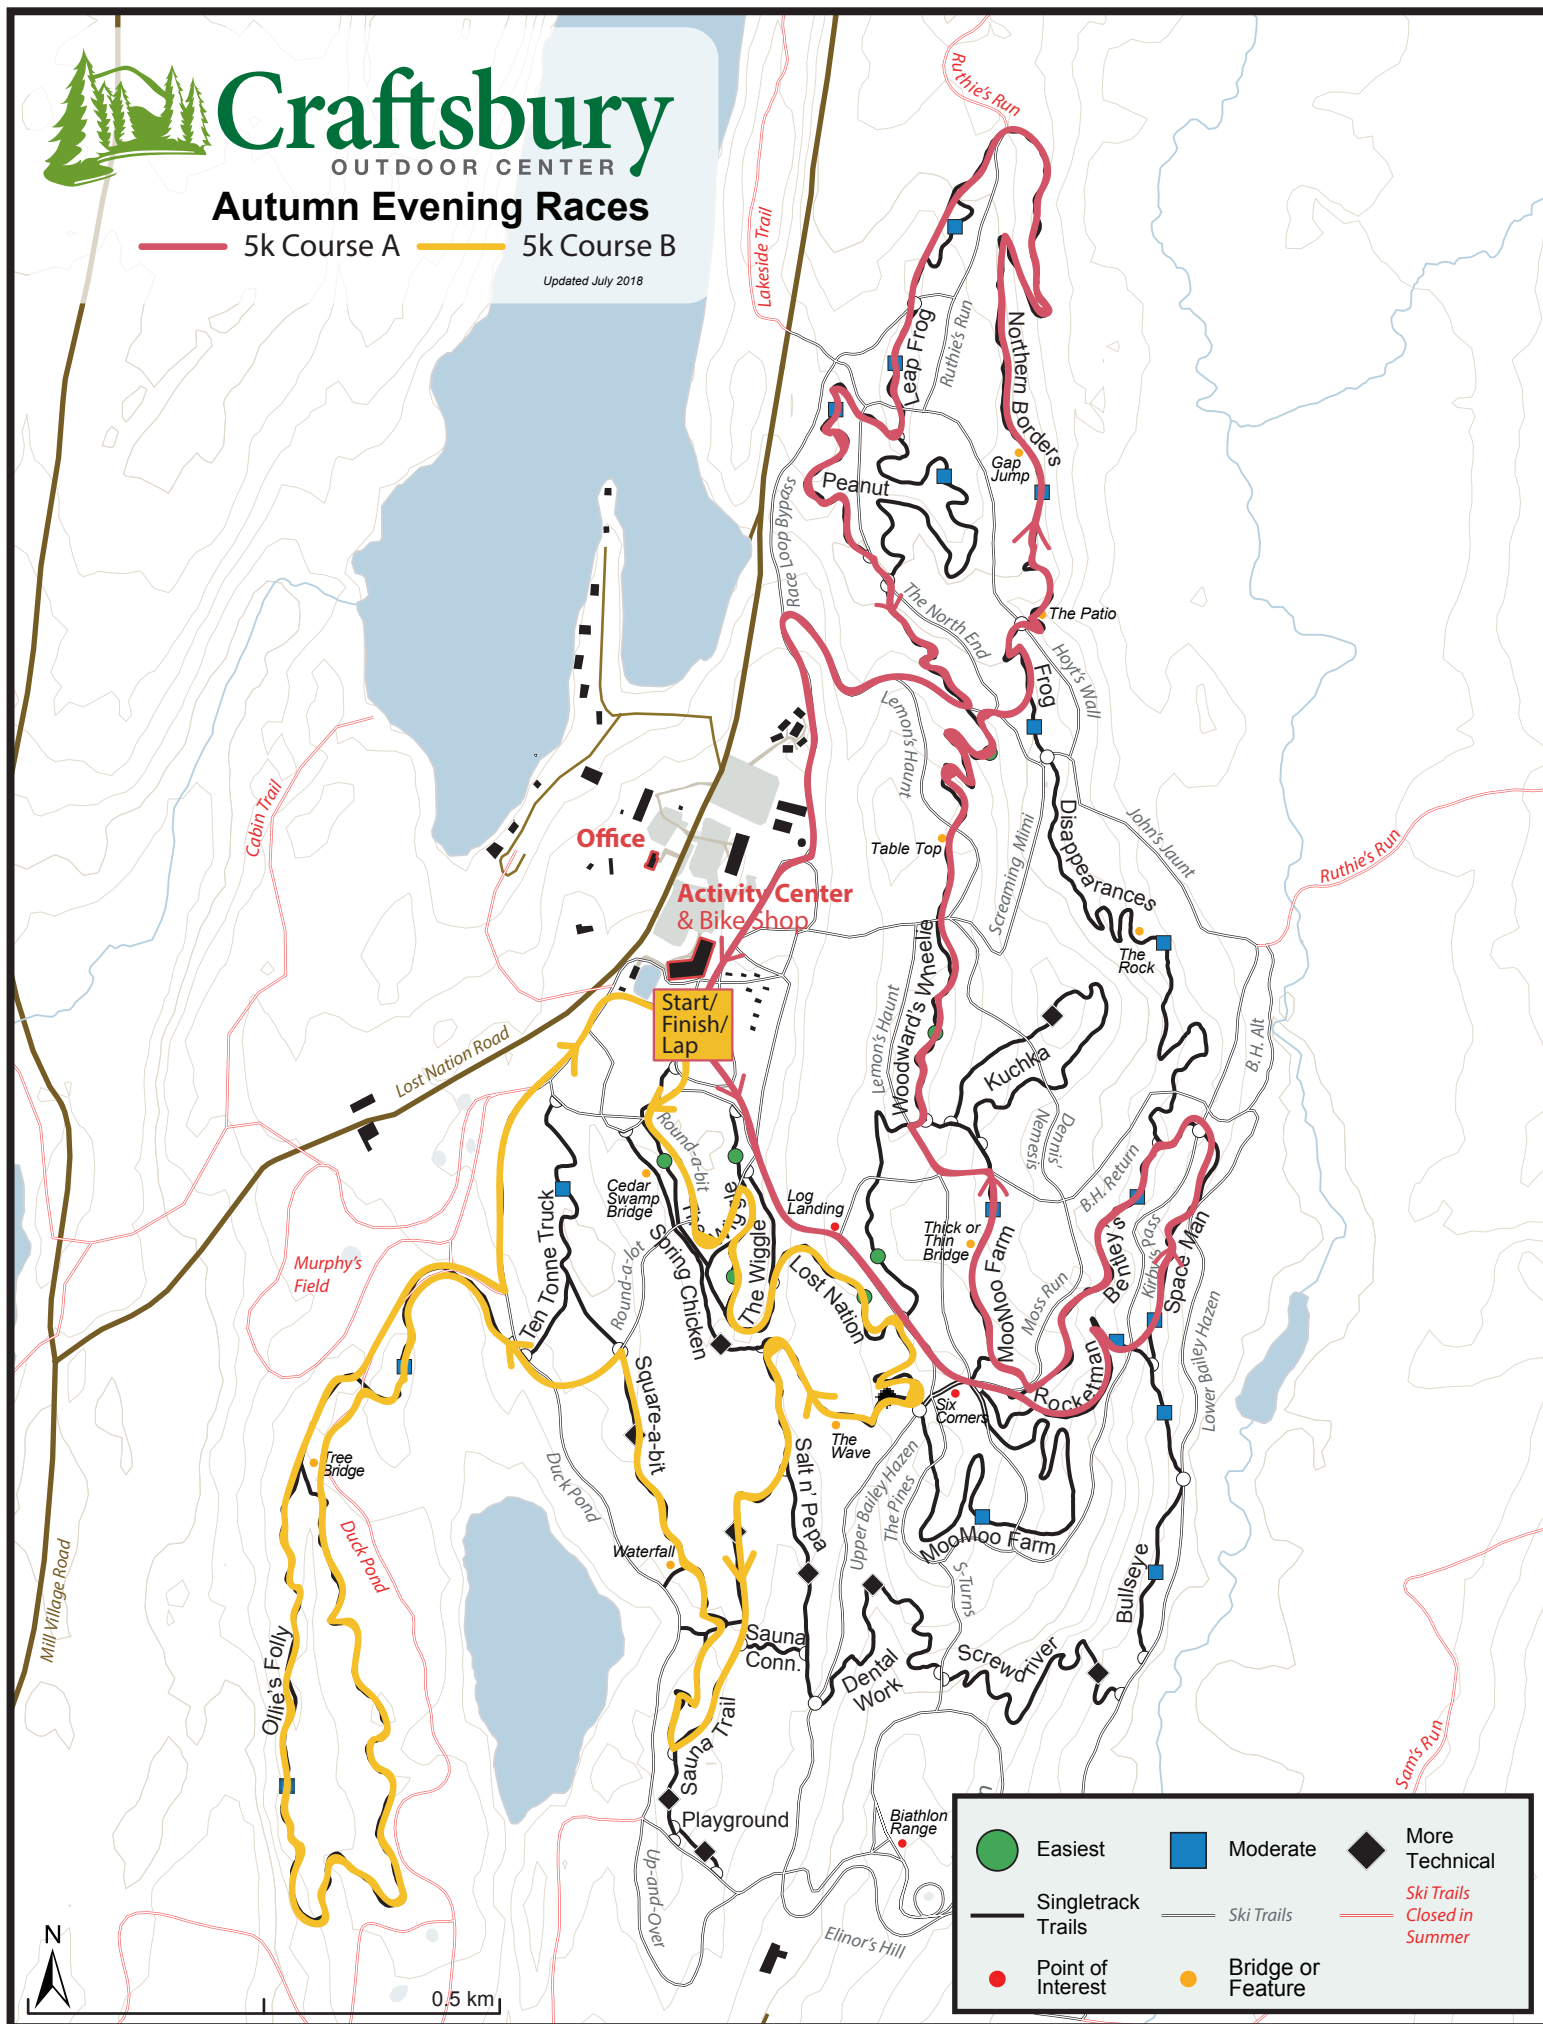 Craftsbury
OUTDOOR CENTER
Autumn Evening Races
5k Course A
5k Course B
Updated July 2018
Ruthie's Run
Lakeside Trail
Leap Frog
Ruthie's Run
Northern Borders
Gap
Jump
Peanut
Race Loop Bypass
The North End
The Patio
Hoyt's Wall
Frog
Lemon's Haunt
Cabin Trail
Office
Table Top
Screaming Mimi
Disappearances
John's Jaunt
Ruthie's Run
Activity Center
& Bike Shop
The
Rock
Woodward's Wheelie
Start/
Finish/
Lap
Lost Nation Road
Lemon's Haunt
Kuchka
B.H. Alt
Dennis'
Nemesis
Round-a-bit
B.H. Return
Cedar
Swamp
Bridge
The Wiggle
Log
Landing
Thick or
Thin
Bridge
Ten Tonne Truck
Round-a-lot
Spring Chicken
The Wiggle
Lost Nation
MooMoo Farm
Moss Run
Bentley's
Kirby's Pass
Space Man
Lower Bailey Hazen
Murphy's
Field
Rocketman
Six
Corners
Square-a-bit
The
Wave
Tree
Bridge
Duck Pond
Duck Pond
Salt n' Pepa
Upper Bailey Hazen
The Pines
MooMoo Farm
Waterfall
S-Turns
Bullseye
Mill Village Road
Ollie's Folly
Sauna
Conn.
Dental
Work
Screwdriver
Sauna Trail
Sam's Run
Playground
Biathlon
Range
Up-and-Over
Elinor's Hill
N
0.5 km
Easiest
Moderate
More
Technical
Singletrack
Trails
Ski Trails
Ski Trails
Closed in
Summer
Point of
Interest
Bridge or
Feature